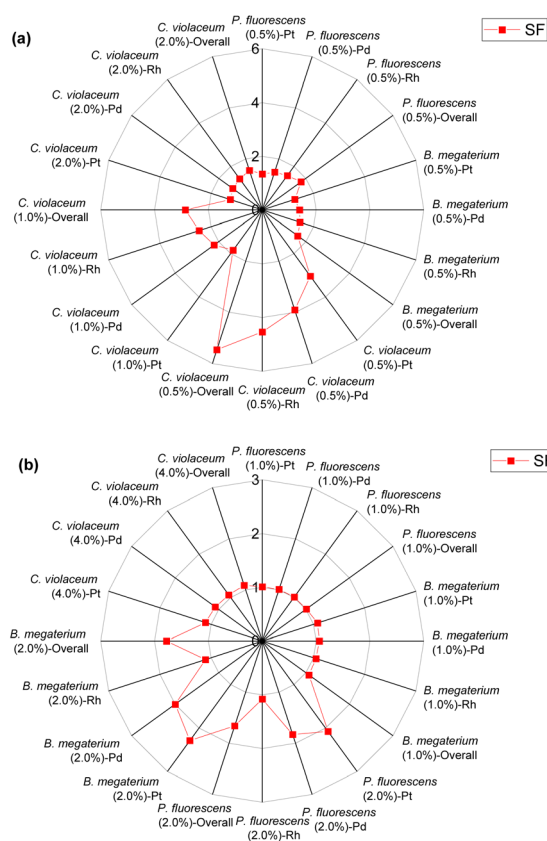 (a)
SF
6
4
2
0
P. fluorescens
(0.5%)-Pt
P. fluorescens
(0.5%)-Pd
P. fluorescens
(0.5%)-Rh
P. fluorescens
(0.5%)-Overall
B. megaterium
(0.5%)-Pt
B. megaterium
(0.5%)-Pd
B. megaterium
(0.5%)-Rh
B. megaterium
(0.5%)-Overall
C. violaceum
(0.5%)-Pt
C. violaceum
(0.5%)-Pd
C. violaceum
(0.5%)-Rh
C. violaceum
(0.5%)-Overall
C. violaceum
(1.0%)-Pt
C. violaceum
(1.0%)-Pd
C. violaceum
(1.0%)-Rh
C. violaceum
(1.0%)-Overall
C. violaceum
(2.0%)-Pt
C. violaceum
(2.0%)-Pd
C. violaceum
(2.0%)-Rh
C. violaceum
(2.0%)-Overall
(b)
3
2
1
0
P. fluorescens
(1.0%)-Pt
P. fluorescens
(1.0%)-Pd
P. fluorescens
(1.0%)-Rh
P. fluorescens
(1.0%)-Overall
B. megaterium
(1.0%)-Pt
B. megaterium
(1.0%)-Pd
B. megaterium
(1.0%)-Rh
B. megaterium
(1.0%)-Overall
P. fluorescens
(2.0%)-Pt
P. fluorescens
(2.0%)-Pd
P. fluorescens
(2.0%)-Rh
P. fluorescens
(2.0%)-Overall
B. megaterium
(2.0%)-Pt
B. megaterium
(2.0%)-Pd
B. megaterium
(2.0%)-Rh
B. megaterium
(2.0%)-Overall
C. violaceum
(4.0%)-Pt
C. violaceum
(4.0%)-Pd
C. violaceum
(4.0%)-Rh
C. violaceum
(4.0%)-Overall